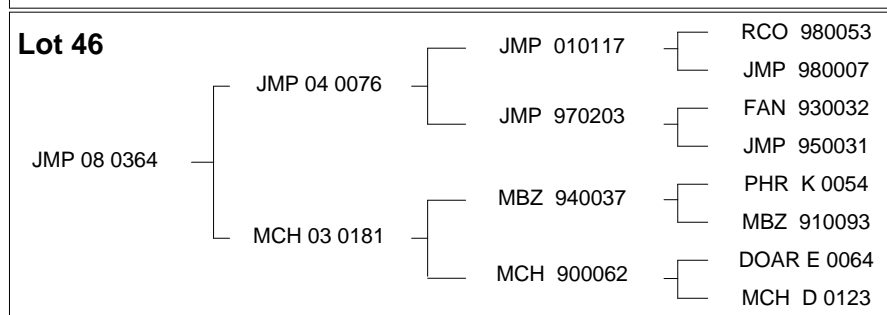 Lot 46
RCO 980053
JMP 010117
JMP 980007
JMP 04 0076
FAN 930032
JMP 970203
JMP 950031
JMP 08 0364
PHR K 0054
MBZ 940037
MBZ 910093
MCH 03 0181
DOAR E 0064
MCH 900062
MCH D 0123